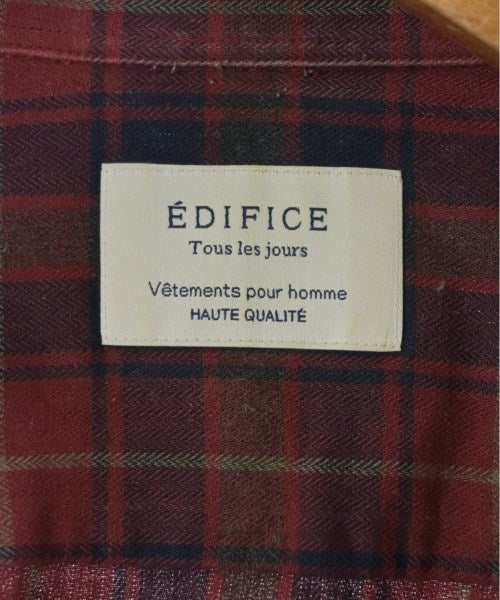 ÉDIFICE
Tous les jours
Vêtements pour homme
HAUTE QUALITÉ